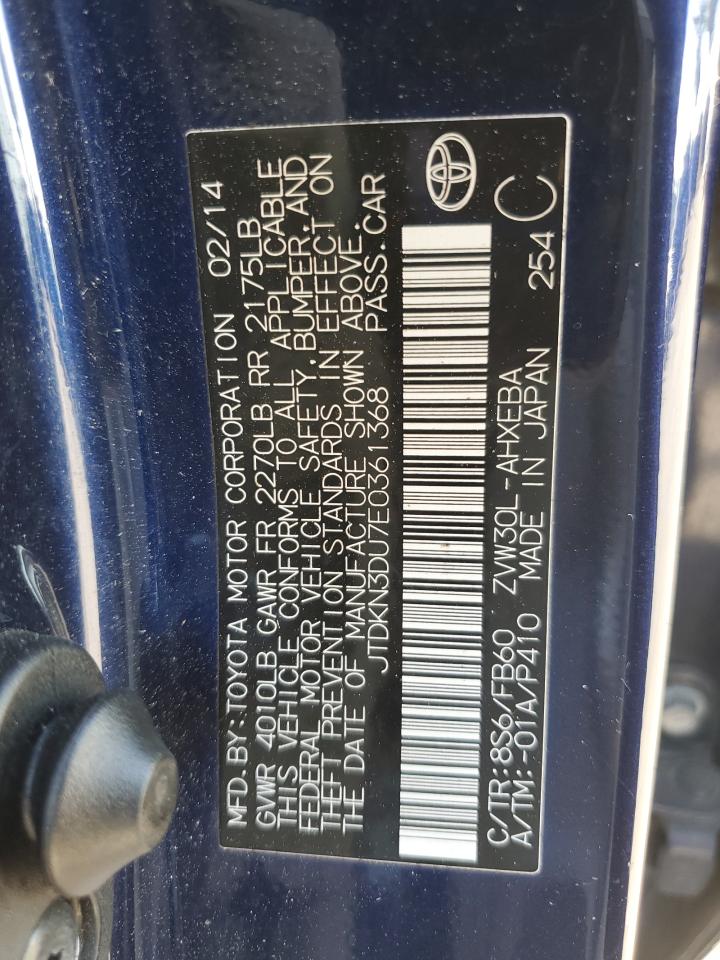 MFD.BY:TOYOTA MOTOR CORPORATION 02/14
GVWR 4010LB GAWR FR 2270LB RR 2175LB
THIS VEHICLE CONFORMS TO ALL APPLICABLE
FEDERAL MOTOR VEHICLE SAFETY,BUMPER,AND
THEFT PREVENTION STANDARDS IN EFFECT ON
THE DATE OF MANUFACTURE SHOWN ABOVE.
JTDKN3DU7E0361368 PASS.CAR
C/TR:8S6/FB60 ZVW30L-AHXEBA
A/TM:-01A/P410 MADE IN JAPAN 254 C